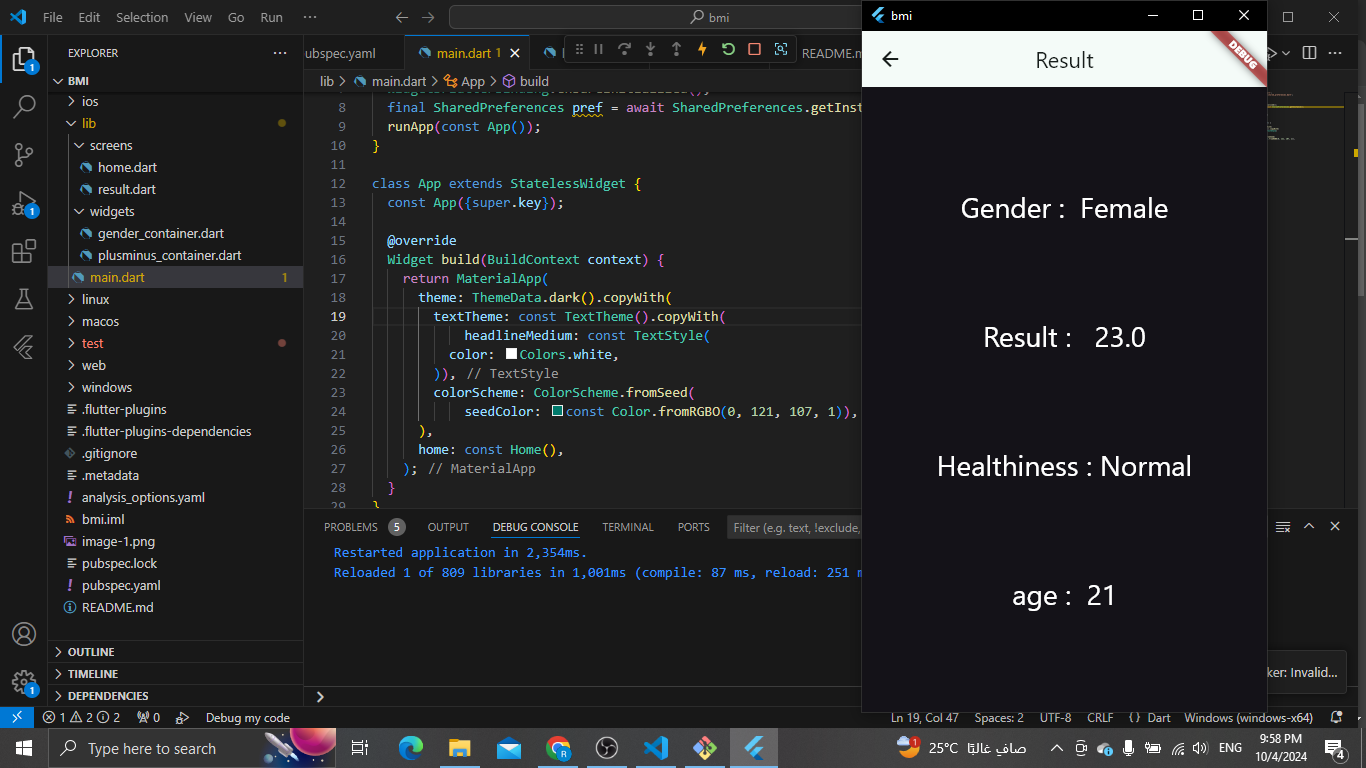 File Edit Selection View Go Run ···
bmi
bmi
EXPLORER
pubspec.yaml
main.dart 1
README.m
Result
DEBUG
BMI
lib > main.dart > App > build
ios
lib
screens
home.dart
result.dart
widgets
gender_container.dart
plusminus_container.dart
main.dart 1
linux
macos
test
web
windows
.flutter-plugins
.flutter-plugins-dependencies
.gitignore
.metadata
analysis_options.yaml
bmi.iml
image-1.png
pubspec.lock
pubspec.yaml
README.md
OUTLINE
TIMELINE
DEPENDENCIES
8 final SharedPreferences pref = await SharedPreferences.getInst
9 runApp(const App());
10 }
11
12 class App extends StatelessWidget {
13 const App({super.key});
14
15 @override
16 Widget build(BuildContext context) {
17 return MaterialApp(
18 theme: ThemeData.dark().copyWith(
19 textTheme: const TextTheme().copyWith(
20 headlineMedium: const TextStyle(
21 color: Colors.white,
22 )), // TextStyle
23 colorScheme: ColorScheme.fromSeed(
24 seedColor: const Color.fromRGBO(0, 121, 107, 1)),
25 ),
26 home: const Home(),
27 ); // MaterialApp
28 }
29 }
Gender : Female
Result : 23.0
Healthiness : Normal
age : 21
PROBLEMS 5 OUTPUT DEBUG CONSOLE TERMINAL PORTS Filter (e.g. text, !exclude,
Restarted application in 2,354ms.
Reloaded 1 of 809 libraries in 1,001ms (compile: 87 ms, reload: 251 m
ker: Invalid...
1 2 2 0 Debug my code
Ln 19, Col 47 Spaces: 2 UTF-8 CRLF {} Dart Windows (windows-x64)
Type here to search
25°C صافٍ غالبًا
ENG
9:58 PM
10/4/2024
4